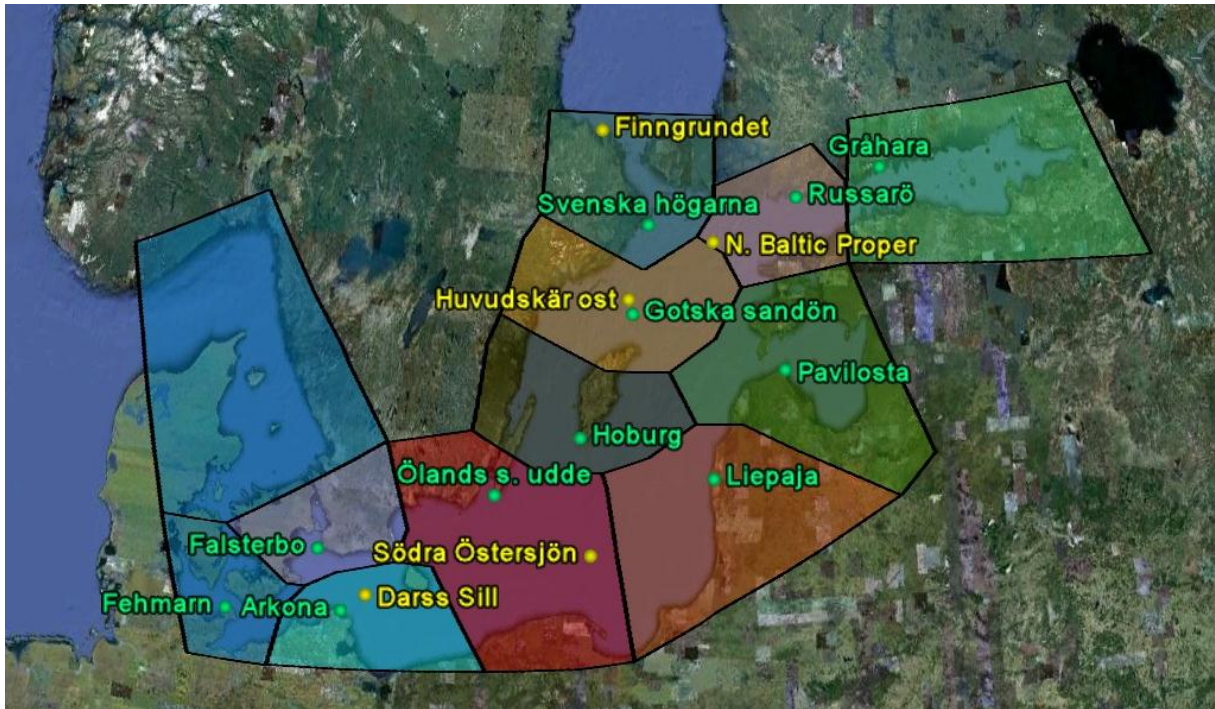 Finngrundet
Gråhara
Russarö
Svenska högarna
N. Baltic Proper
Huvudskär ost
Gotska sandön
Pavilosta
Hoburg
Ölands s. udde
Liepaja
Falsterbo
Södra Östersjön
Fehmarn
Arkona
Darss Sill